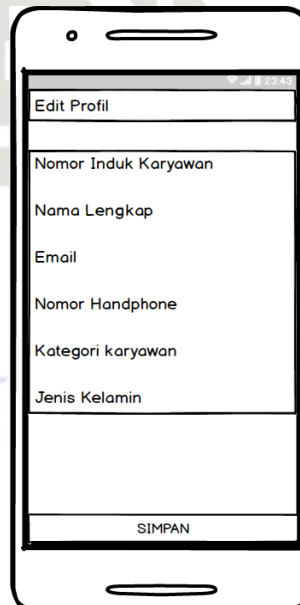 23:43
Edit Profil
Nomor Induk Karyawan
Nama Lengkap
Email
Nomor Handphone
Kategori karyawan
Jenis Kelamin
SIMPAN